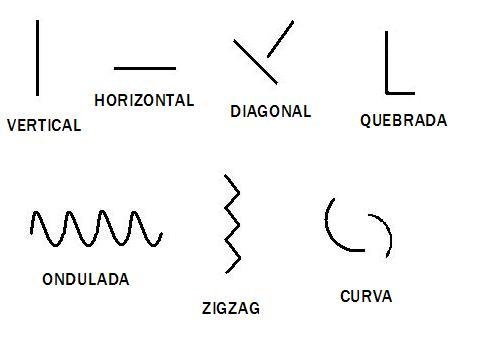 VERTICAL
HORIZONTAL
DIAGONAL
QUEBRADA
ONDULADA
ZIGZAG
CURVA